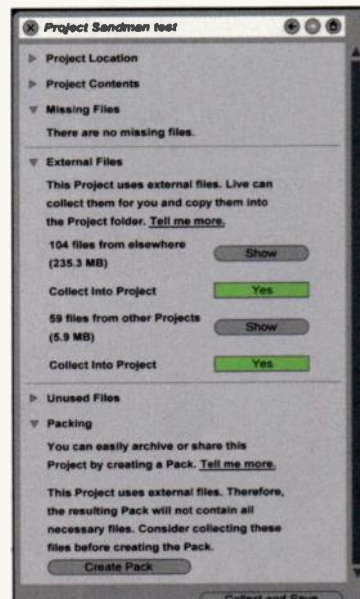 Project Sandman test
Project Location
Project Contents
Missing Files
There are no missing files.
External Files
This Project uses external files. Live can
collect them for you and copy them into
the Project folder. Tell me more.
104 files from elsewhere
(235.3 MB)
Show
Collect Into Project
Yes
59 files from other Projects
(5.9 MB)
Show
Collect Into Project
Yes
Unused Files
Packing
You can easily archive or share this
Project by creating a Pack. Tell me more.
This Project uses external files. Therefore,
the resulting Pack will not contain all
necessary files. Consider collecting these
files before creating the Pack.
Create Pack
Collect and Save